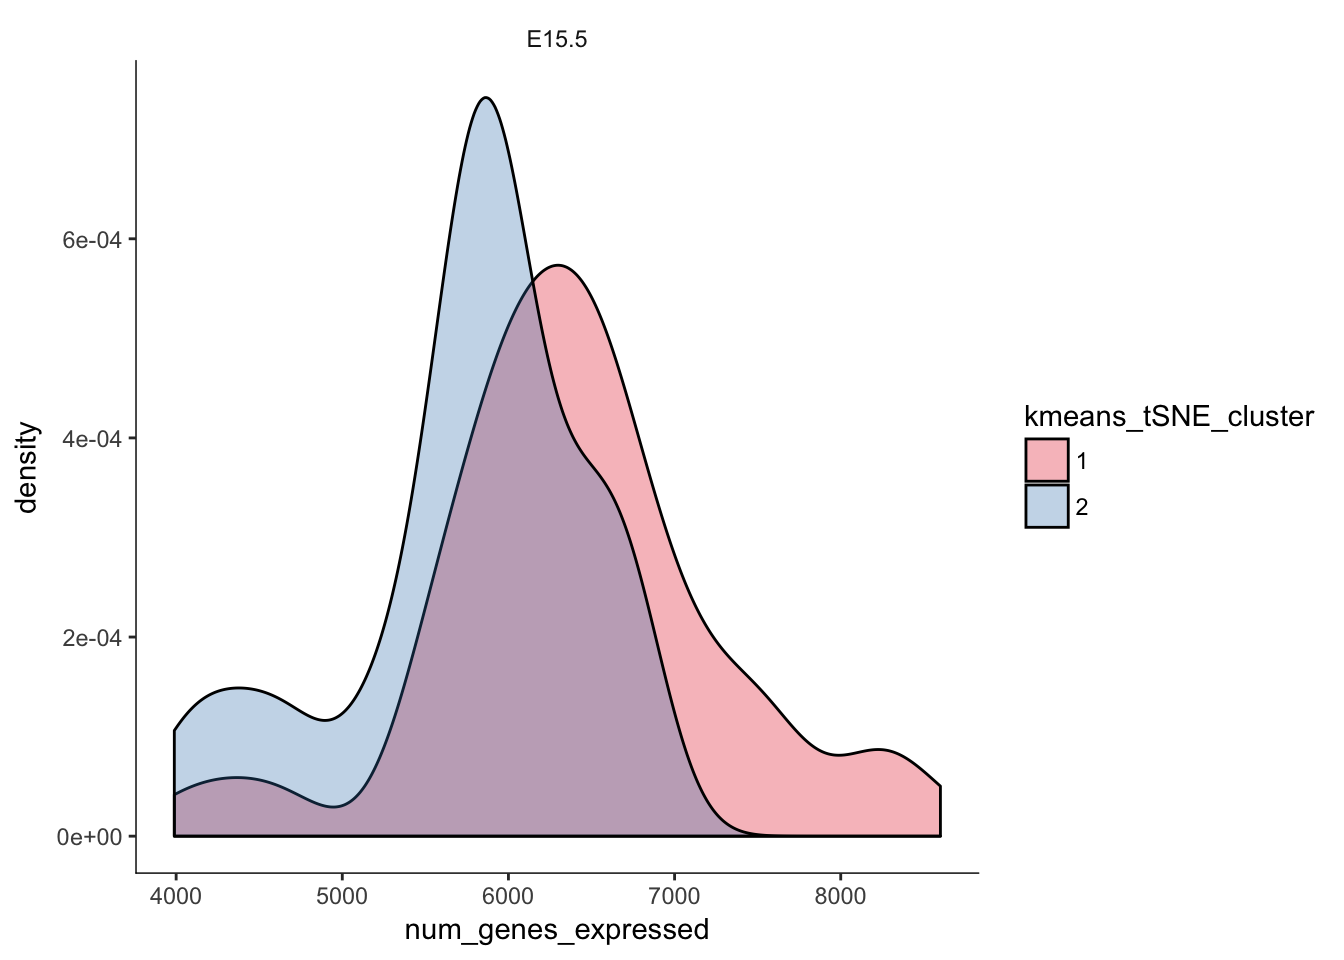 E15.5
6e-04
4e-04
2e-04
0e+00
density
4000 5000 6000 7000 8000
num_genes_expressed
kmeans_tSNE_cluster
1
2